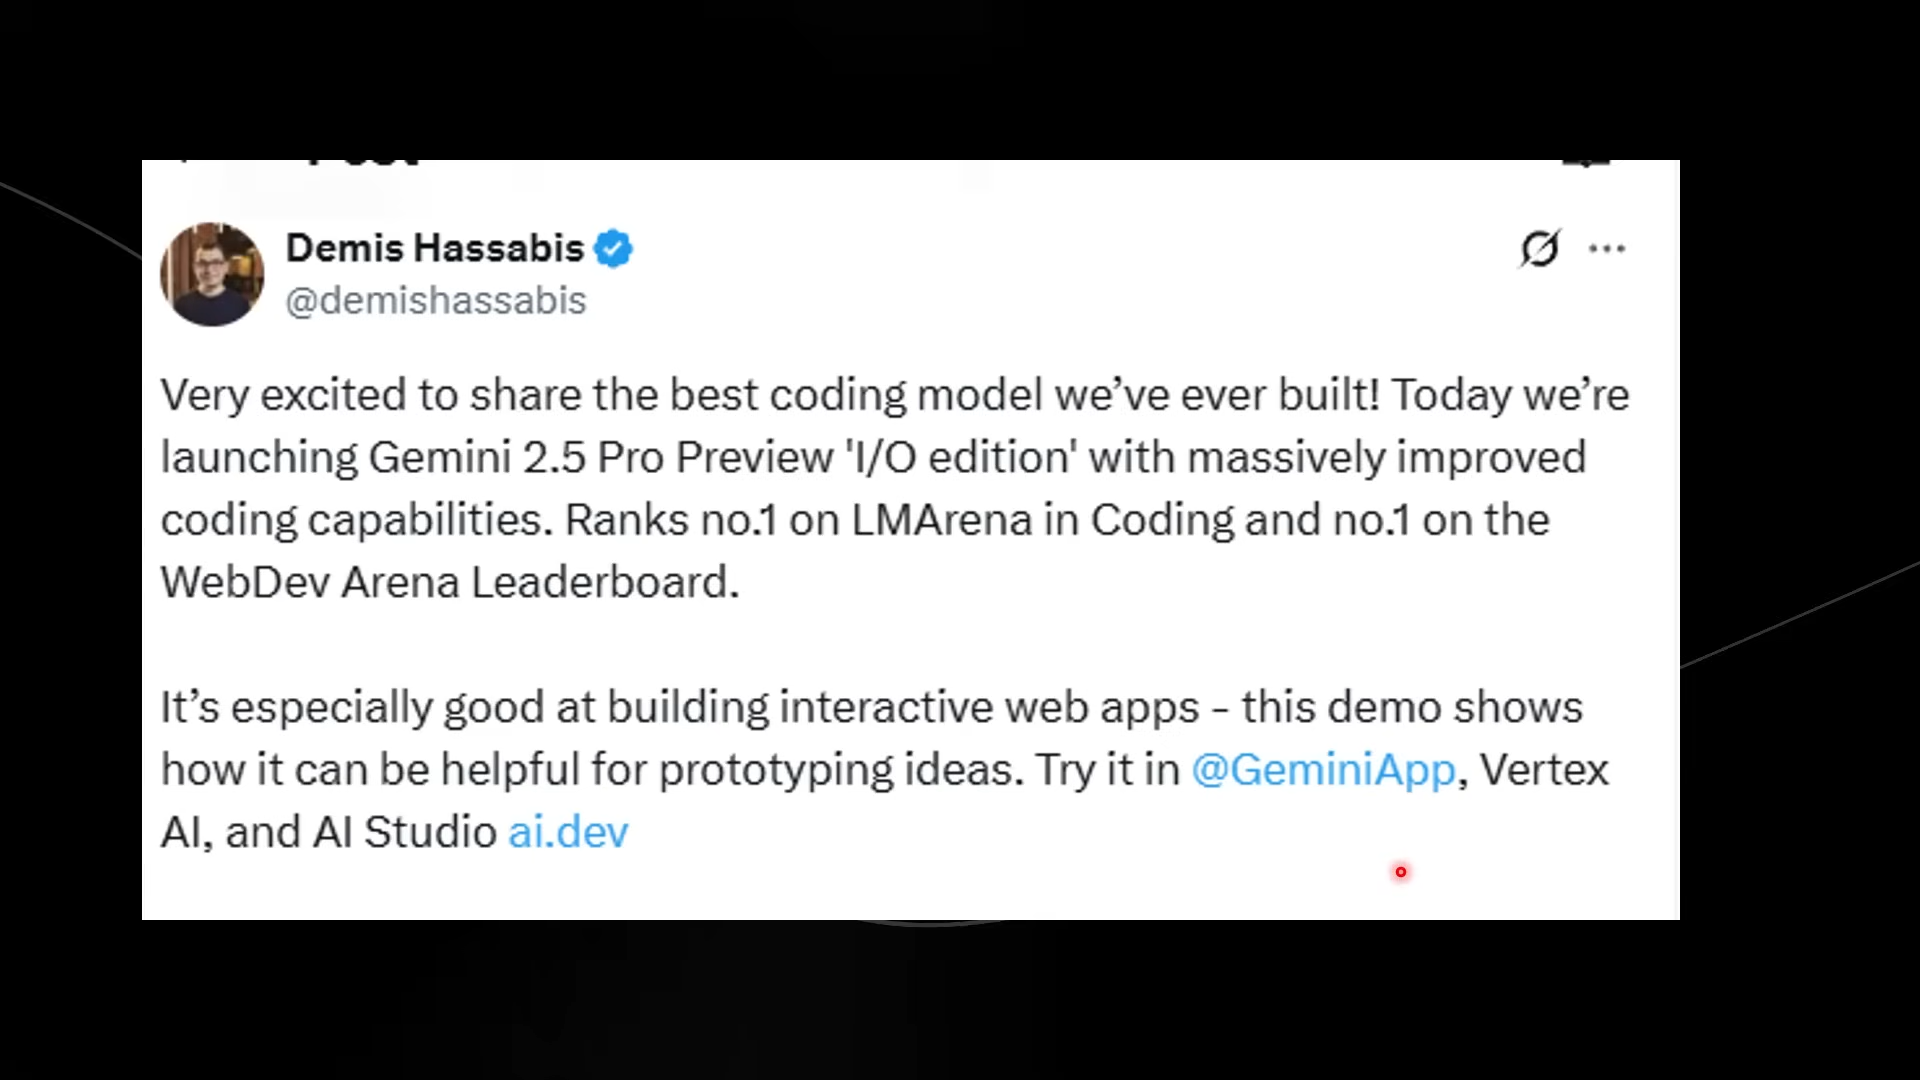 Demis Hassabis
@demishassabis
Very excited to share the best coding model we’ve ever built! Today we’re
launching Gemini 2.5 Pro Preview 'I/O edition' with massively improved
coding capabilities. Ranks no.1 on LMArena in Coding and no.1 on the
WebDev Arena Leaderboard.
It’s especially good at building interactive web apps - this demo shows
how it can be helpful for prototyping ideas. Try it in @GeminiApp, Vertex
AI, and AI Studio ai.dev